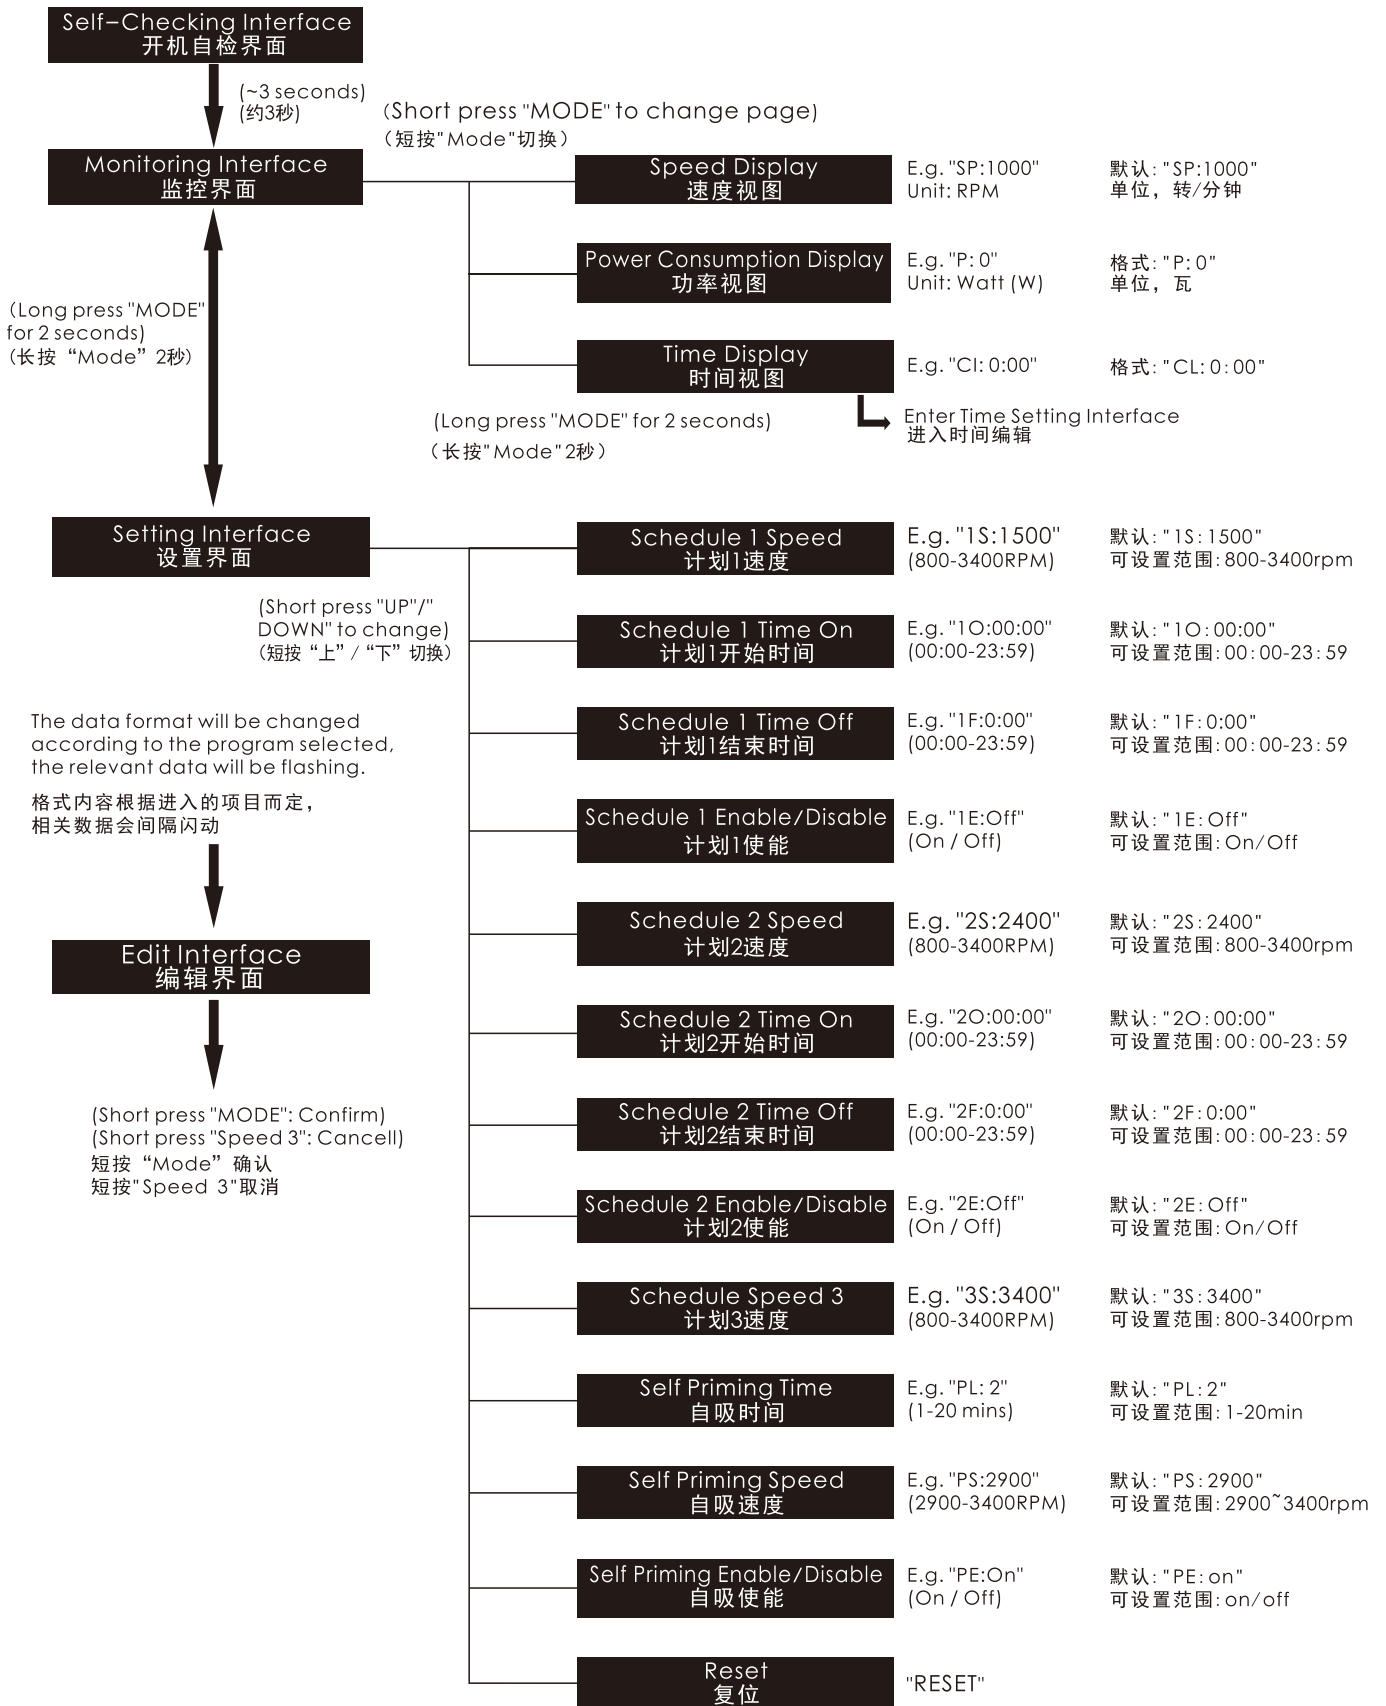 Self-Checking Interface
开机自检界面
(~3 seconds)
(约3秒)
(Short press "MODE" to change page)
(短按"Mode"切换)
Monitoring Interface
监控界面
Speed Display
速度视图
E.g. "SP:1000"
Unit: RPM
默认: "SP:1000"
单位，转/分钟
Power Consumption Display
功率视图
E.g. "P: 0"
Unit: Watt (W)
格式: "P: 0"
单位，瓦
(Long press "MODE"
for 2 seconds)
(长按“Mode”2秒)
Time Display
时间视图
E.g. "CI: 0:00"
格式: "CL: 0:00"
(Long press "MODE" for 2 seconds)
(长按"Mode"2秒)
Enter Time Setting Interface
进入时间编辑
Setting Interface
设置界面
(Short press "UP"/"
DOWN" to change)
(短按“上” / “下” 切换)
Schedule 1 Speed
计划1速度
E.g. "1S:1500"
(800-3400RPM)
默认: "1S:1500"
可设置范围: 800-3400rpm
Schedule 1 Time On
计划1开始时间
E.g. "1O:00:00"
(00:00-23:59)
默认: "1O:00:00"
可设置范围: 00:00-23:59
Schedule 1 Time Off
计划1结束时间
E.g. "1F:0:00"
(00:00-23:59)
默认: "1F:0:00"
可设置范围: 00:00-23:59
The data format will be changed
according to the program selected,
the relevant data will be flashing.
格式内容根据进入的项目而定，
相关数据会间隔闪动
Schedule 1 Enable/Disable
计划1使能
E.g. "1E:Off"
(On / Off)
默认: "1E:Off"
可设置范围: On/Off
Schedule 2 Speed
计划2速度
E.g. "2S:2400"
(800-3400RPM)
默认: "2S:2400"
可设置范围: 800-3400rpm
Edit Interface
编辑界面
Schedule 2 Time On
计划2开始时间
E.g. "2O:00:00"
(00:00-23:59)
默认: "2O:00:00"
可设置范围: 00:00-23:59
(Short press "MODE": Confirm)
(Short press "Speed 3": Cancell)
短按“Mode”确认
短按"Speed 3"取消
Schedule 2 Time Off
计划2结束时间
E.g. "2F:0:00"
(00:00-23:59)
默认: "2F:0:00"
可设置范围: 00:00-23:59
Schedule 2 Enable/Disable
计划2使能
E.g. "2E:Off"
(On / Off)
默认: "2E:Off"
可设置范围: On/Off
Schedule Speed 3
计划3速度
E.g. "3S:3400"
(800-3400RPM)
默认: "3S:3400"
可设置范围: 800-3400rpm
Self Priming Time
自吸时间
E.g. "PL: 2"
(1-20 mins)
默认: "PL:2"
可设置范围: 1-20min
Self Priming Speed
自吸速度
E.g. "PS:2900"
(2900-3400RPM)
默认: "PS:2900"
可设置范围: 2900~3400rpm
Self Priming Enable/Disable
自吸使能
E.g. "PE:On"
(On / Off)
默认: "PE:on"
可设置范围: on/off
Reset
复位
"RESET"